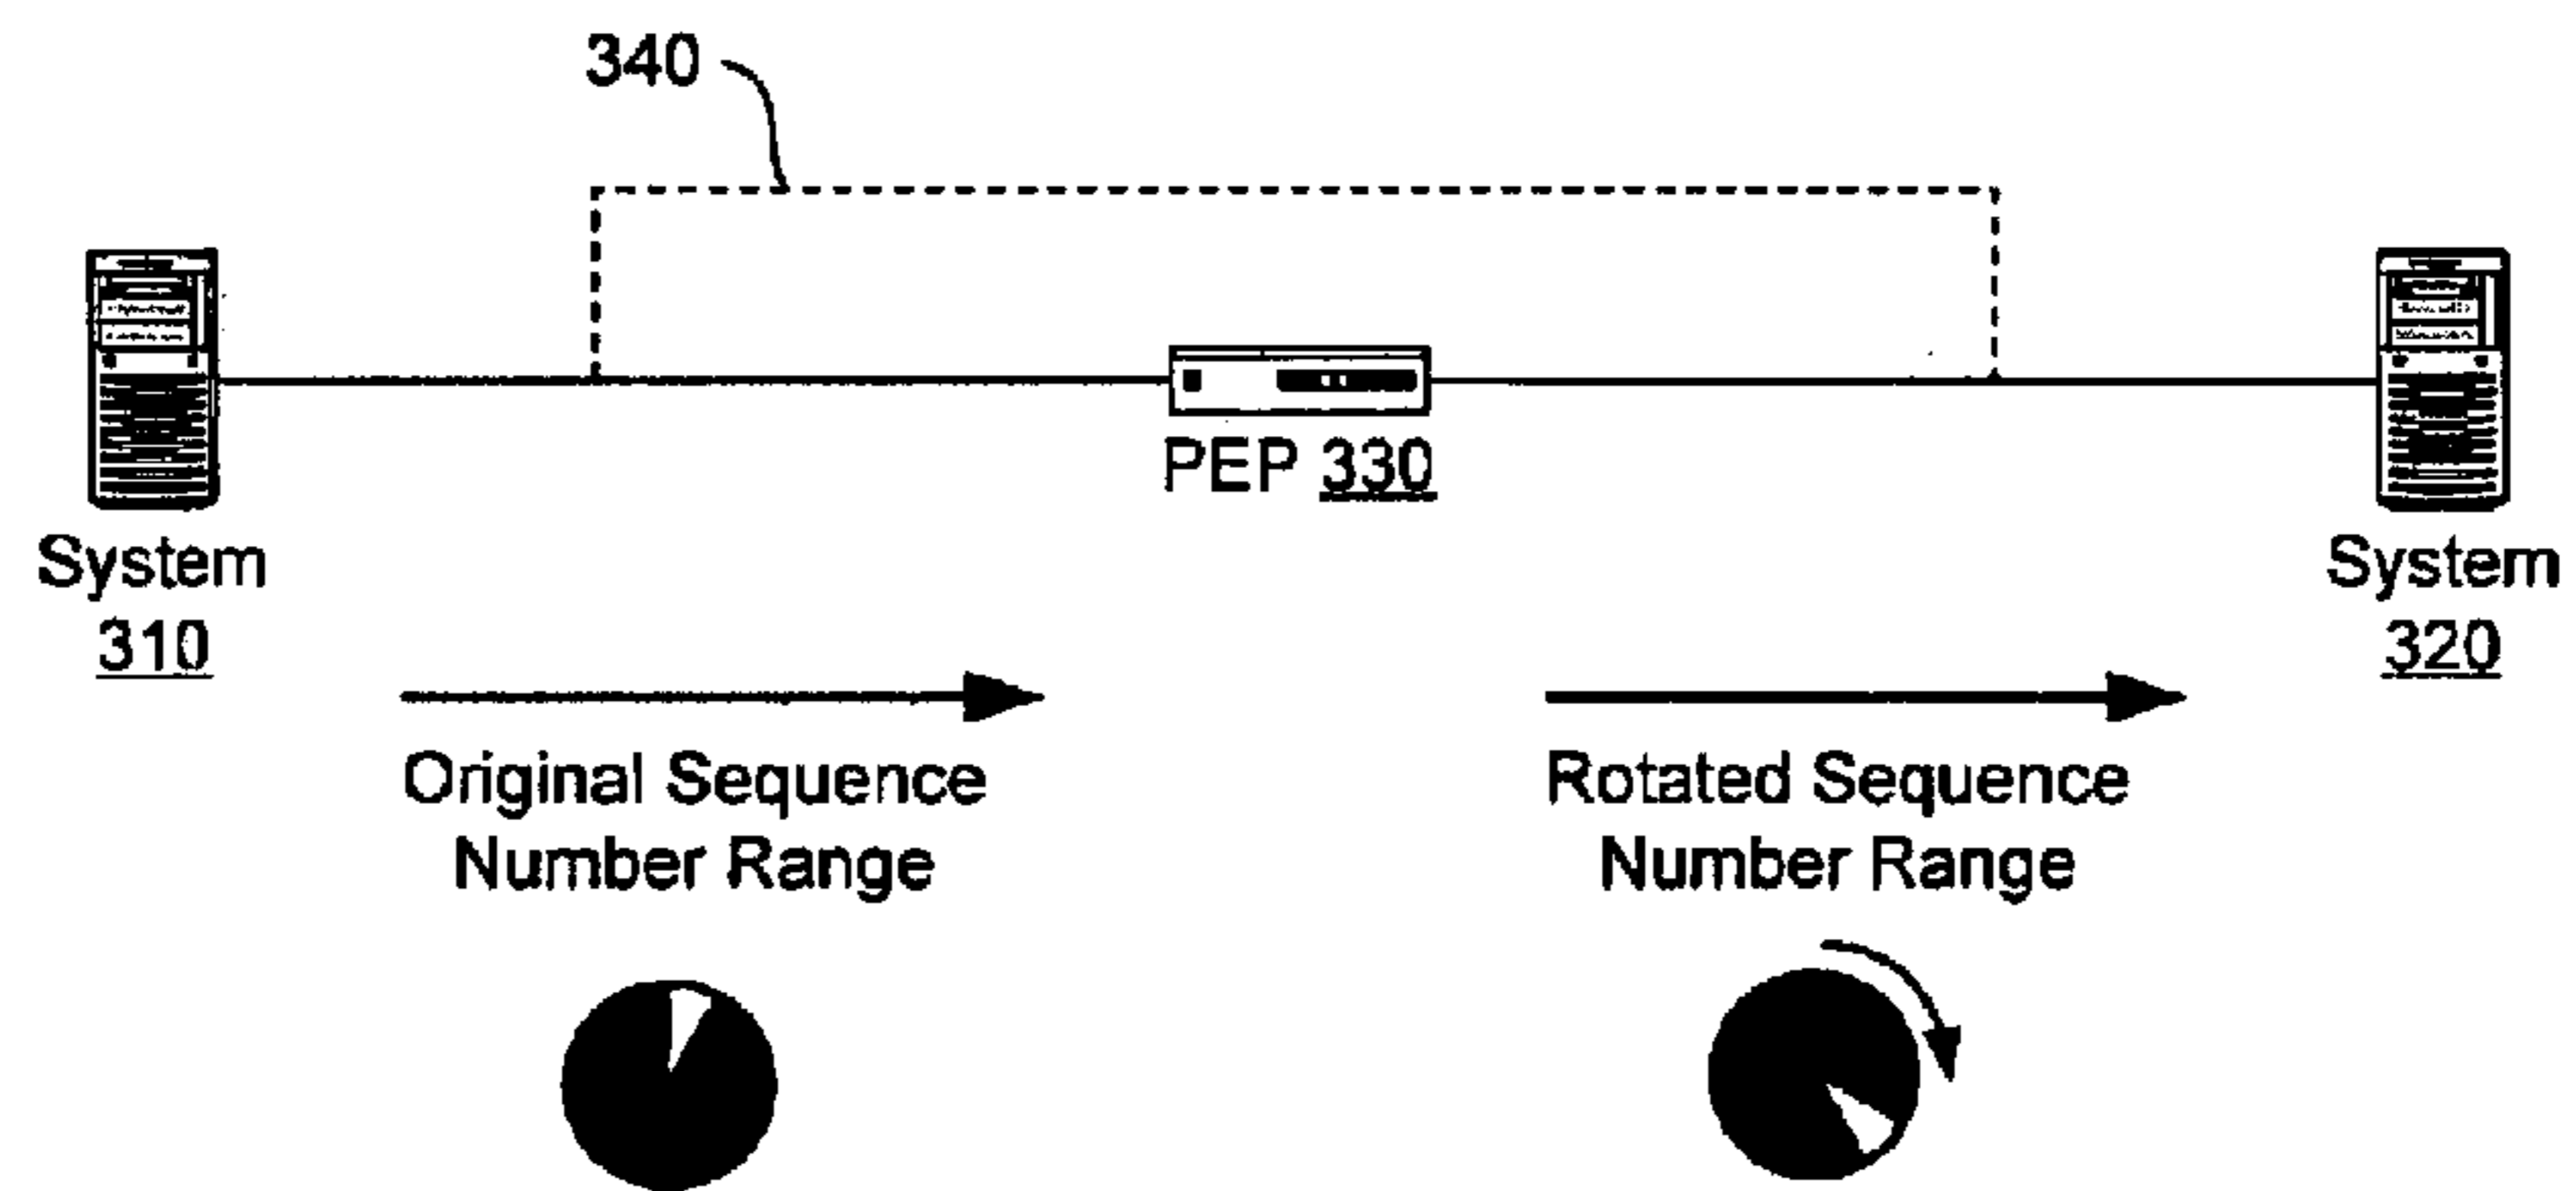 340
PEP 330
System
310
System
320
Original Sequence
Number Range
Rotated Sequence
Number Range